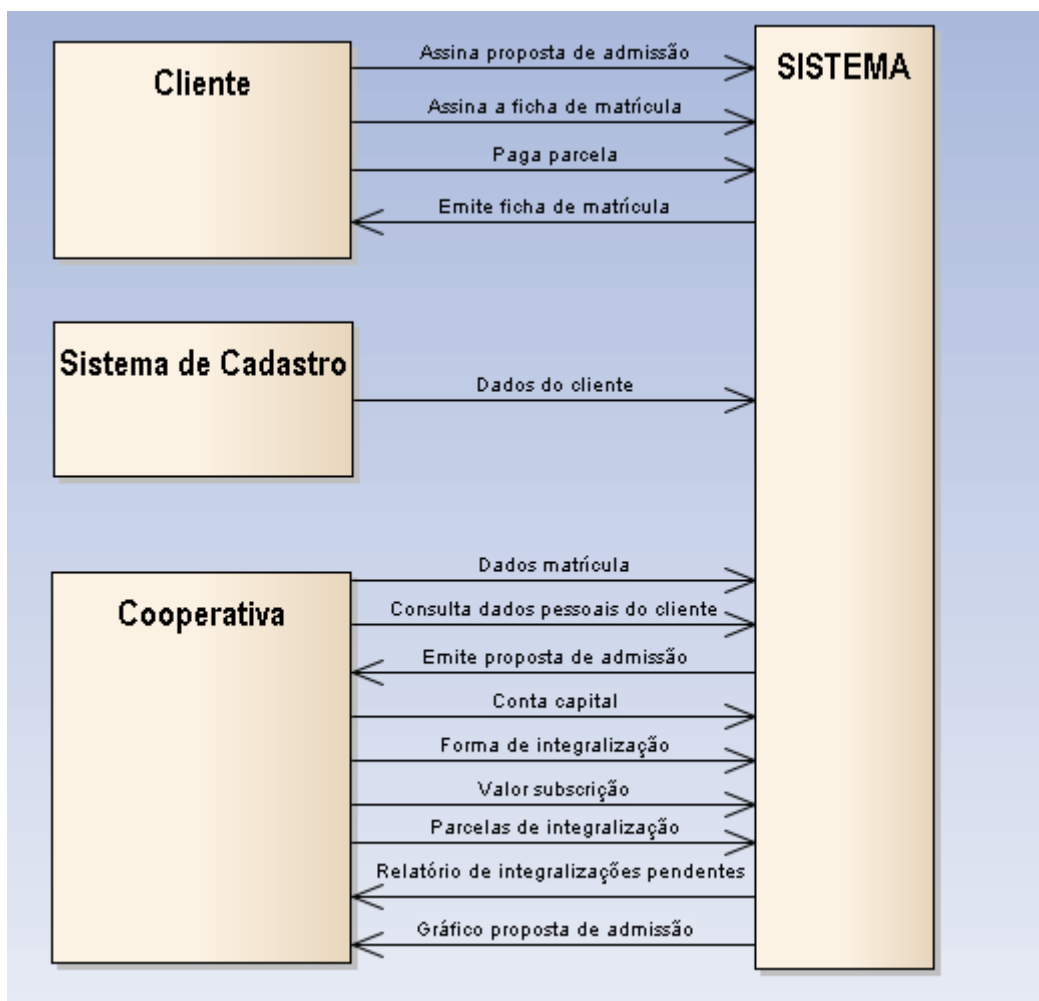 Cliente
Assina proposta de admissão
Assina a ficha de matrícula
Paga parcela
Emite ficha de matrícula
SISTEMA
Sistema de Cadastro
Dados do cliente
Cooperativa
Dados matrícula
Consulta dados pessoais do cliente
Emite proposta de admissão
Conta capital
Forma de integralização
Valor subscrição
Parcelas de integralização
Relatório de integralizações pendentes
Gráfico proposta de admissão